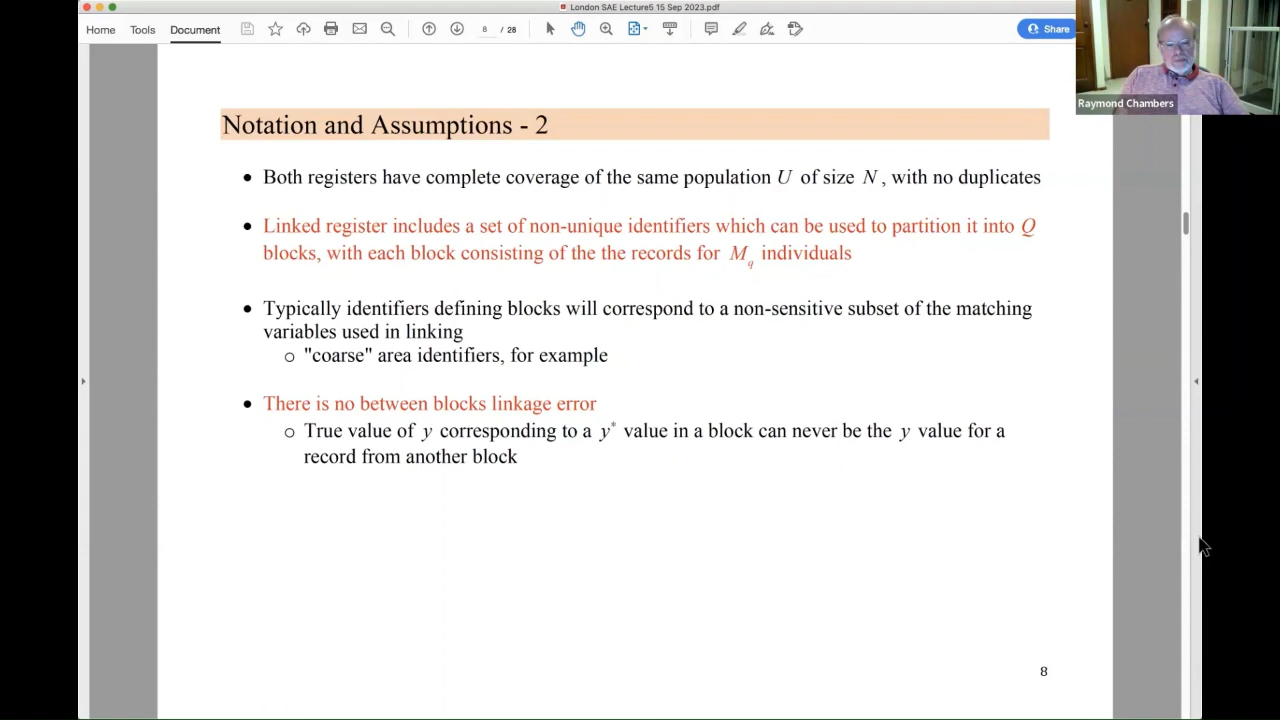 London SAE Lecture5 15 Sep 2023.pdf
Home Tools Document 8 / 28 Share
Raymond Chambers
Notation and Assumptions - 2
• Both registers have complete coverage of the same population U of size N, with no duplicates
• Linked register includes a set of non-unique identifiers which can be used to partition it into Q
blocks, with each block consisting of the the records for M_q individuals
• Typically identifiers defining blocks will correspond to a non-sensitive subset of the matching
variables used in linking
o "coarse" area identifiers, for example
• There is no between blocks linkage error
o True value of y corresponding to a y* value in a block can never be the y value for a
record from another block
8